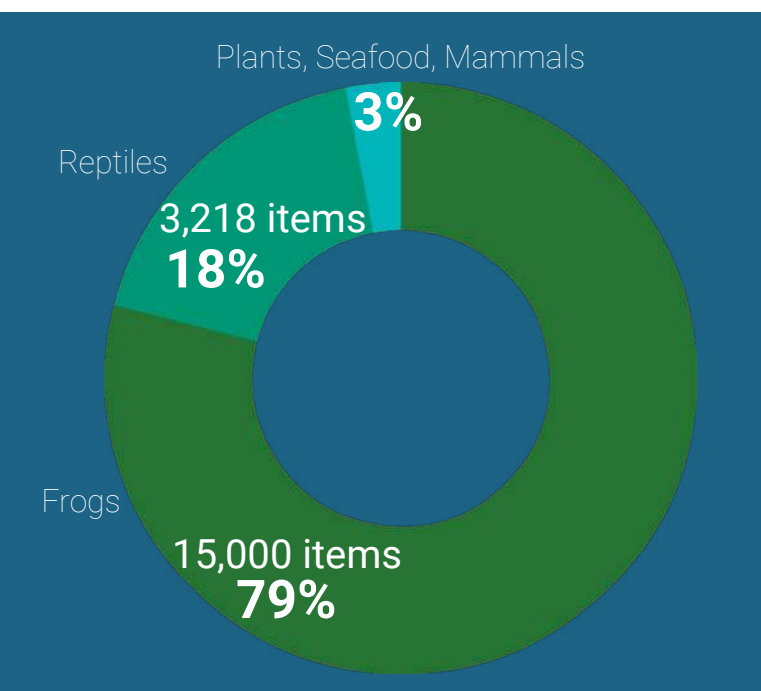 Plants, Seafood, Mammals
3%
Reptiles
3,218 items
18%
Frogs
15,000 items
79%